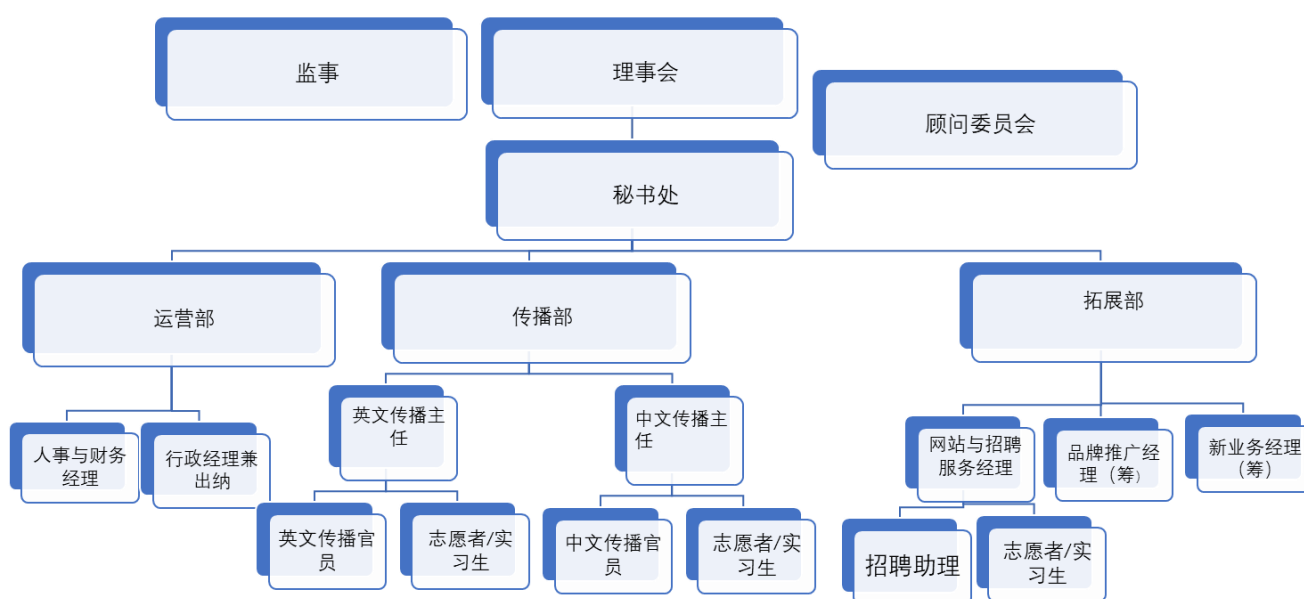 监事
理事会
顾问委员会
秘书处
运营部
传播部
拓展部
人事与财务
经理
行政经理兼
出纳
英文传播主
任
中文传播主
任
网站与招聘
服务经理
品牌推广经
理（筹）
新业务经理
（筹）
英文传播官
员
志愿者/实
习生
中文传播官
员
志愿者/实
习生
招聘助理
志愿者/实
习生